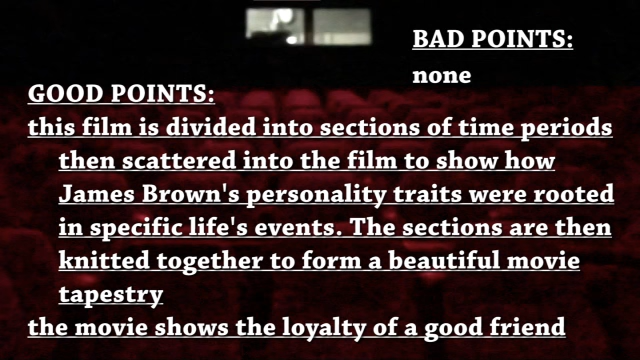 BAD POINTS:
none
GOOD POINTS:
this film is divided into sections of time periods
then scattered into the film to show how
James Brown's personality traits were rooted
in specific life's events. The sections are then
knitted together to form a beautiful movie
tapestry
the movie shows the loyalty of a good friend